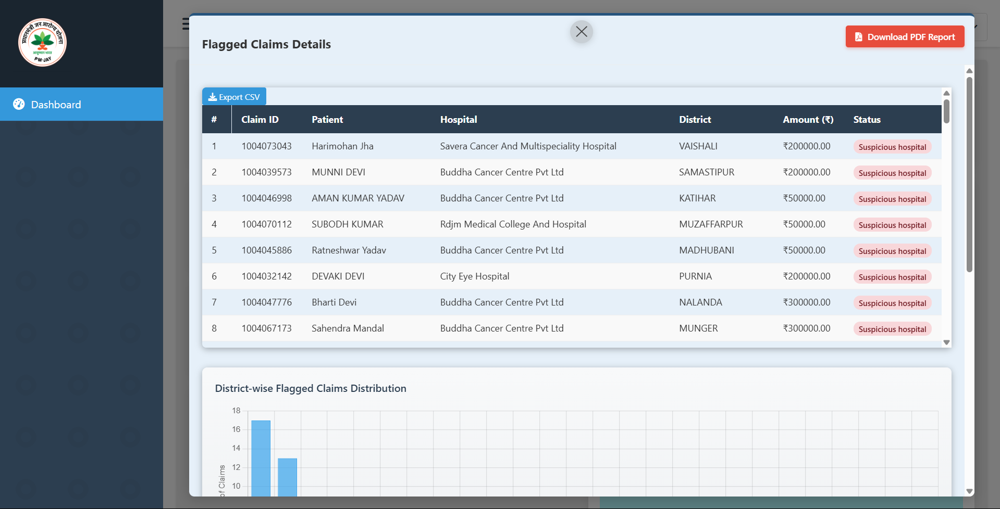 प्रधानमंत्री जन आरोग्य योजना
आयुष्मान भारत
PM-JAY
Dashboard
Flagged Claims Details
Download PDF Report
Export CSV
# Claim ID Patient Hospital District Amount (₹) Status
1 1004073043 Harimohan Jha Savera Cancer And Multispeciality Hospital VAISHALI ₹200000.00 Suspicious hospital
2 1004039573 MUNNI DEVI Buddha Cancer Centre Pvt Ltd SAMASTIPUR ₹200000.00 Suspicious hospital
3 1004046998 AMAN KUMAR YADAV Buddha Cancer Centre Pvt Ltd KATIHAR ₹50000.00 Suspicious hospital
4 1004070112 SUBODH KUMAR Rdjm Medical College And Hospital MUZAFFARPUR ₹50000.00 Suspicious hospital
5 1004045886 Ratneshwar Yadav Buddha Cancer Centre Pvt Ltd MADHUBANI ₹50000.00 Suspicious hospital
6 1004032142 DEVAKI DEVI City Eye Hospital PURNIA ₹200000.00 Suspicious hospital
7 1004047776 Bharti Devi Buddha Cancer Centre Pvt Ltd NALANDA ₹300000.00 Suspicious hospital
8 1004067173 Sahendra Mandal Buddha Cancer Centre Pvt Ltd MUNGER ₹300000.00 Suspicious hospital
District-wise Flagged Claims Distribution
18
16
14
12
10
of Claims